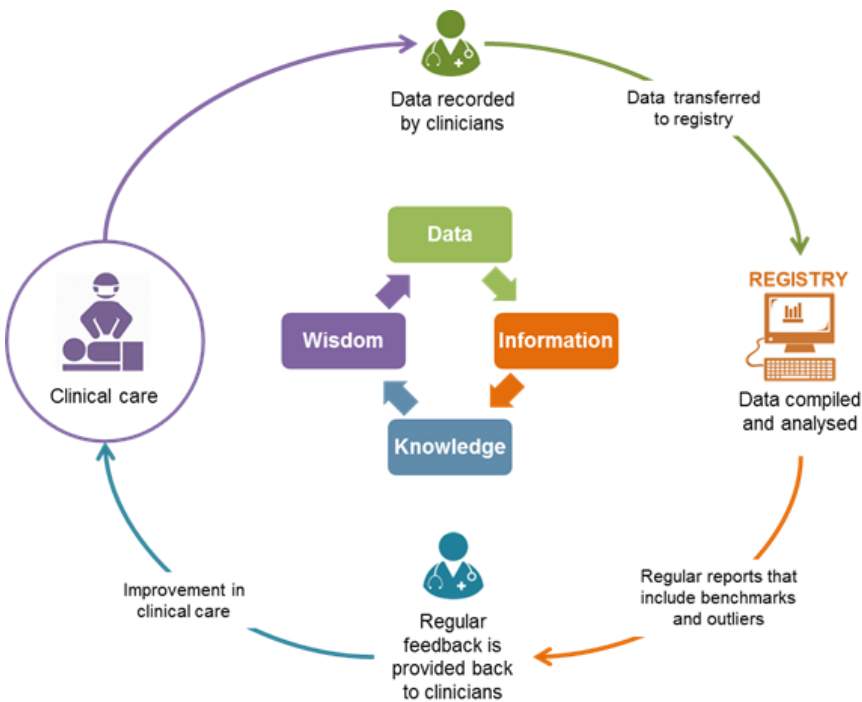 Data recorded
by clinicians
Data transferred
to registry
Data
REGISTRY
Wisdom
Information
Clinical care
Data compiled
and analysed
Knowledge
Improvement in
clinical care
Regular reports that
include benchmarks
and outliers
Regular
feedback is
provided back
to clinicians